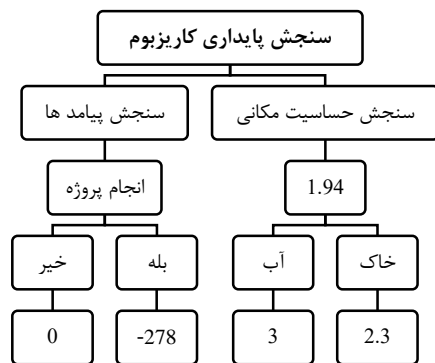 سنجش پایداری کاریزبوم
سنجش حساسیت مکانی
سنجش پیامد ها
1.94
انجام پروژه
خاک
آب
بله
خیر
2.3
3
-278
0